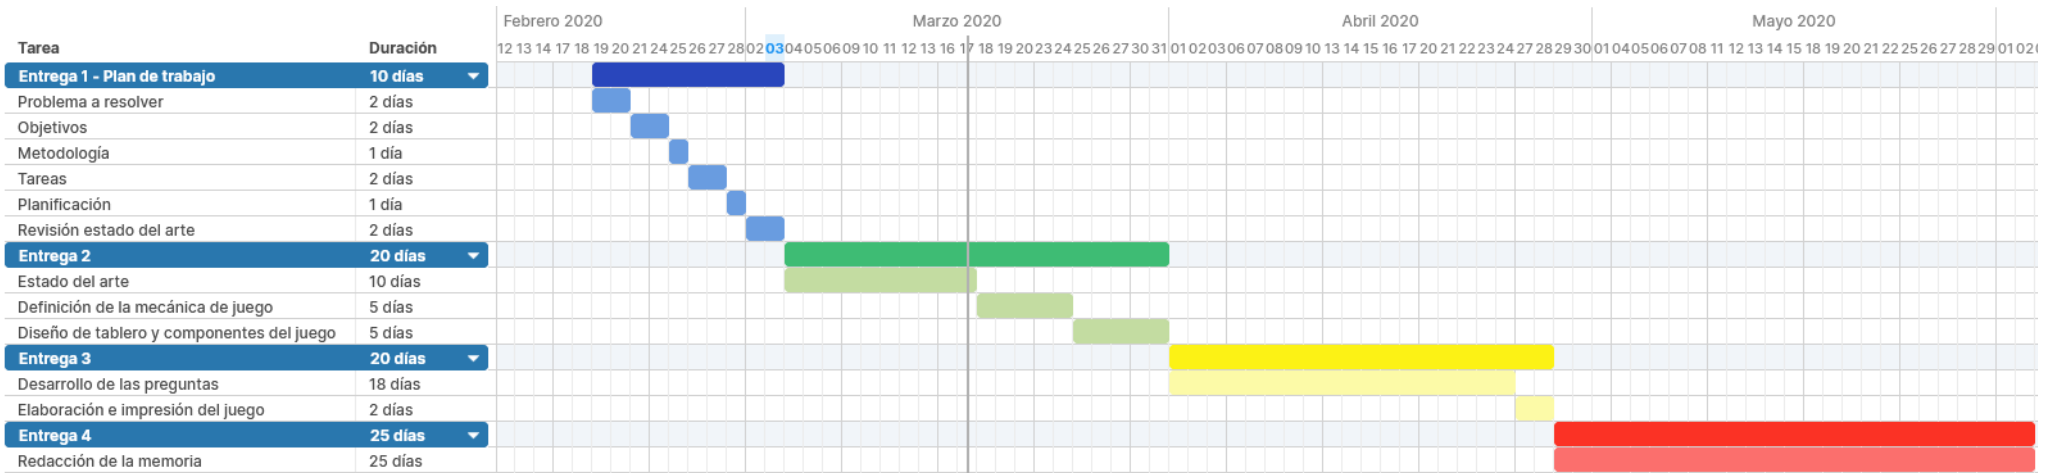 Febrero 2020 Marzo 2020 Abril 2020 Mayo 2020
Tarea Duración 12 13 14 17 18 19 20 21 24 25 26 27 28 02 03 04 05 06 09 10 11 12 13 16 17 18 19 20 23 24 25 26 27 30 31 01 02 03 06 07 08 09 10 13 14 15 16 17 20 21 22 23 24 27 28 29 30 01 04 05 06 07 08 11 12 13 14 15 18 19 20 21 22 25 26 27 28 29 01 02
Entrega 1 - Plan de trabajo 10 días
Problema a resolver 2 días
Objetivos 2 días
Metodología 1 día
Tareas 2 días
Planificación 1 día
Revisión estado del arte 2 días
Entrega 2 20 días
Estado del arte 10 días
Definición de la mecánica de juego 5 días
Diseño de tablero y componentes del juego 5 días
Entrega 3 20 días
Desarrollo de las preguntas 18 días
Elaboración e impresión del juego 2 días
Entrega 4 25 días
Redacción de la memoria 25 días